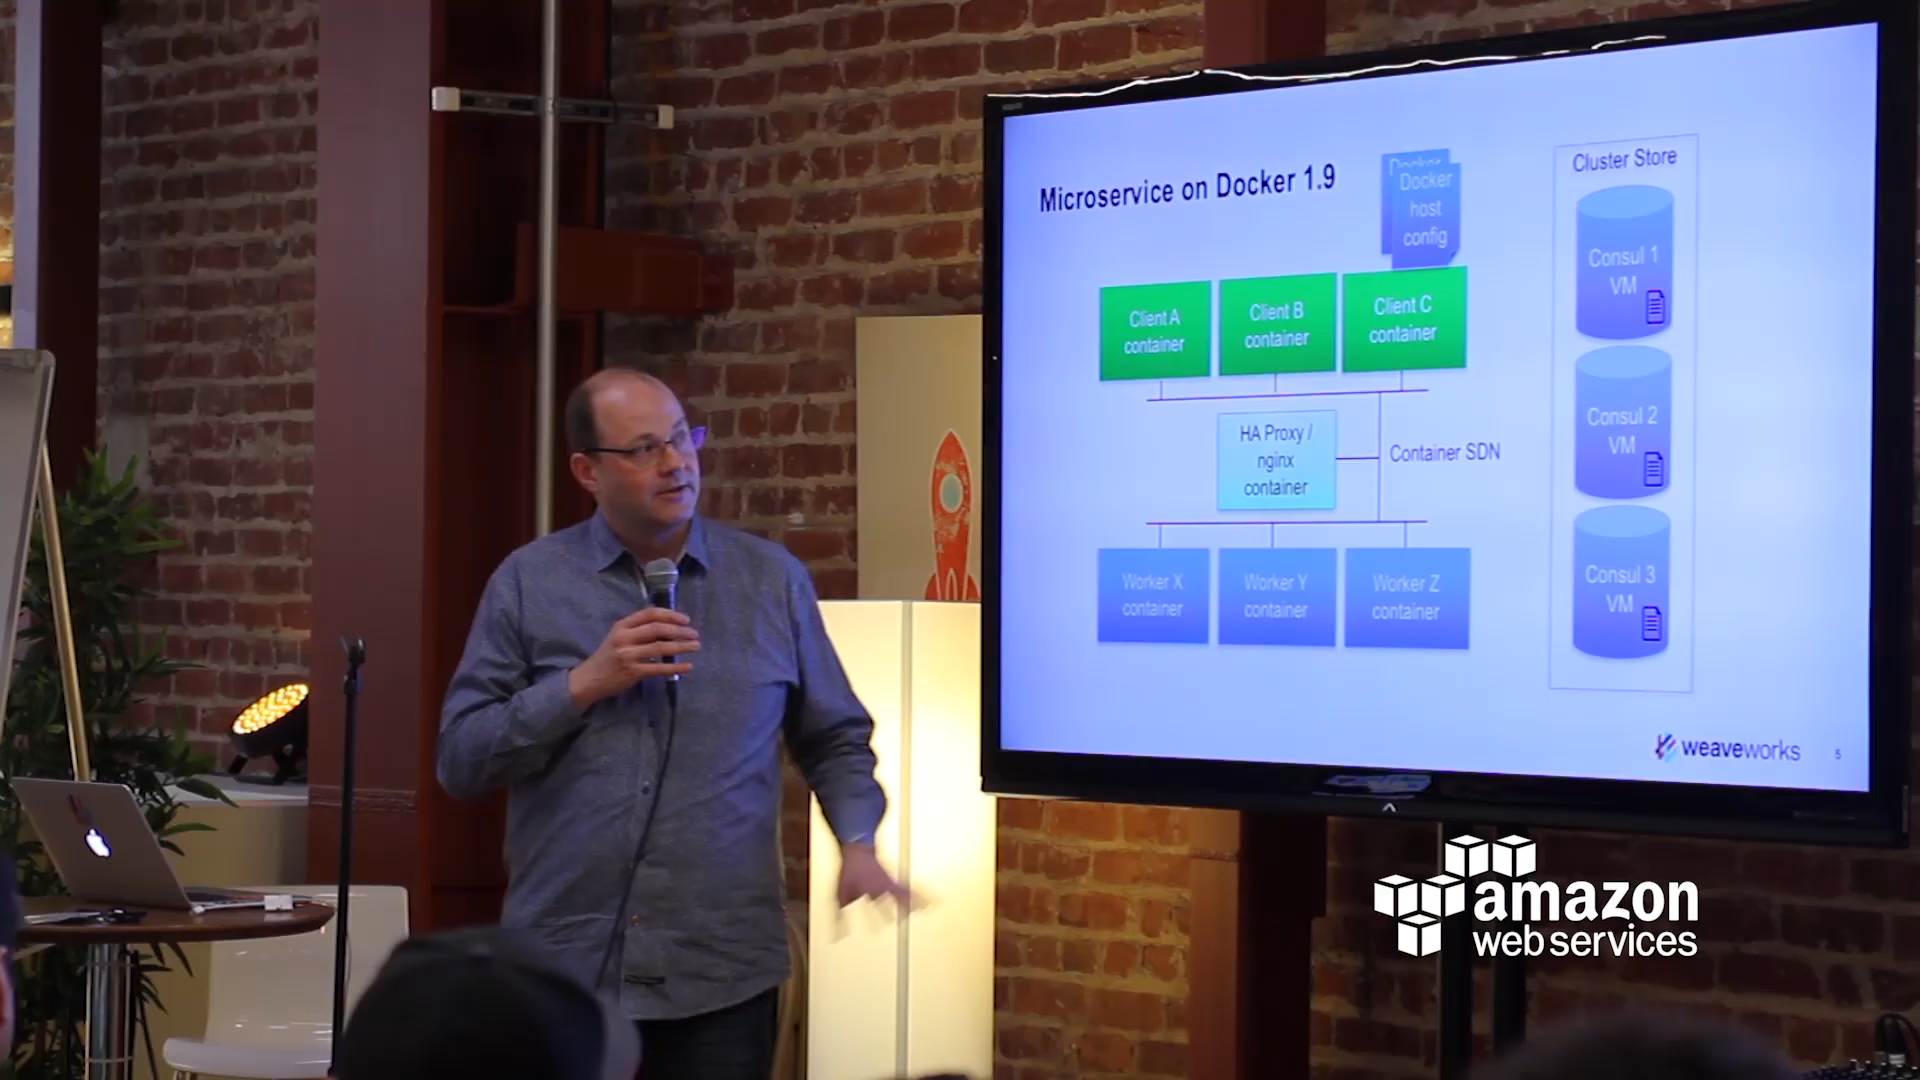 Microservice on Docker 1.9
Docker
Docker
host
config
Client A
container
Client B
container
Client C
container
HA Proxy /
nginx
container
Container SDN
Worker X
container
Worker Y
container
Worker Z
container
Cluster Store
Consul 1
VM
Consul 2
VM
Consul 3
VM
weaveworks
5
amazon
web services